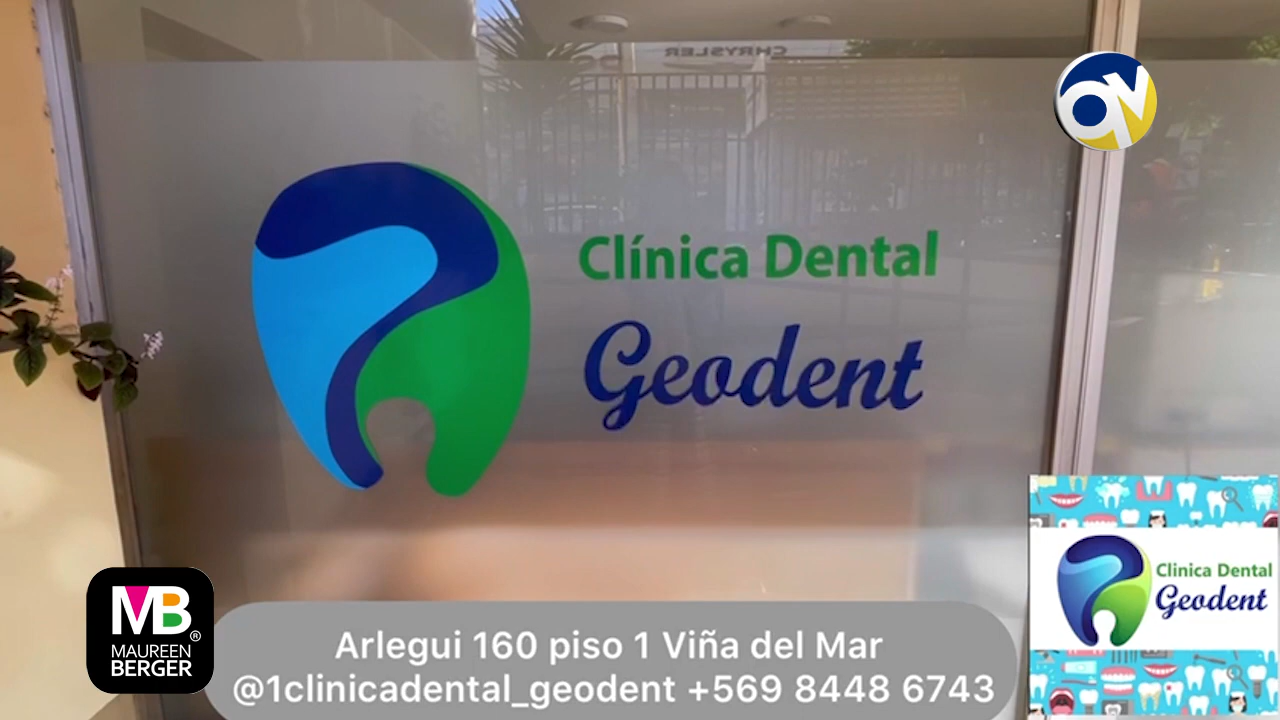 CHRYSLER
OV
Clínica Dental
Geodent
Clinica Dental
Geodent
MB
®
MAUREEN
BERGER
Arlegui 160 piso 1 Viña del Mar
@1clinicadental_geodent +569 8448 6743